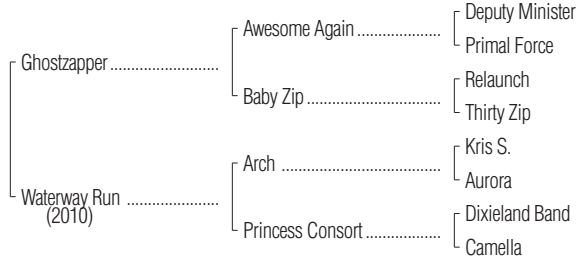 Deputy Minister
Awesome Again ....................
Primal Force
Ghostzapper ..........................
Relaunch
Baby Zip ................................
Thirty Zip
Kris S.
Arch ......................................
Aurora
Waterway Run ......................
(2010)
Dixieland Band
Princess Consort ..................
Camella